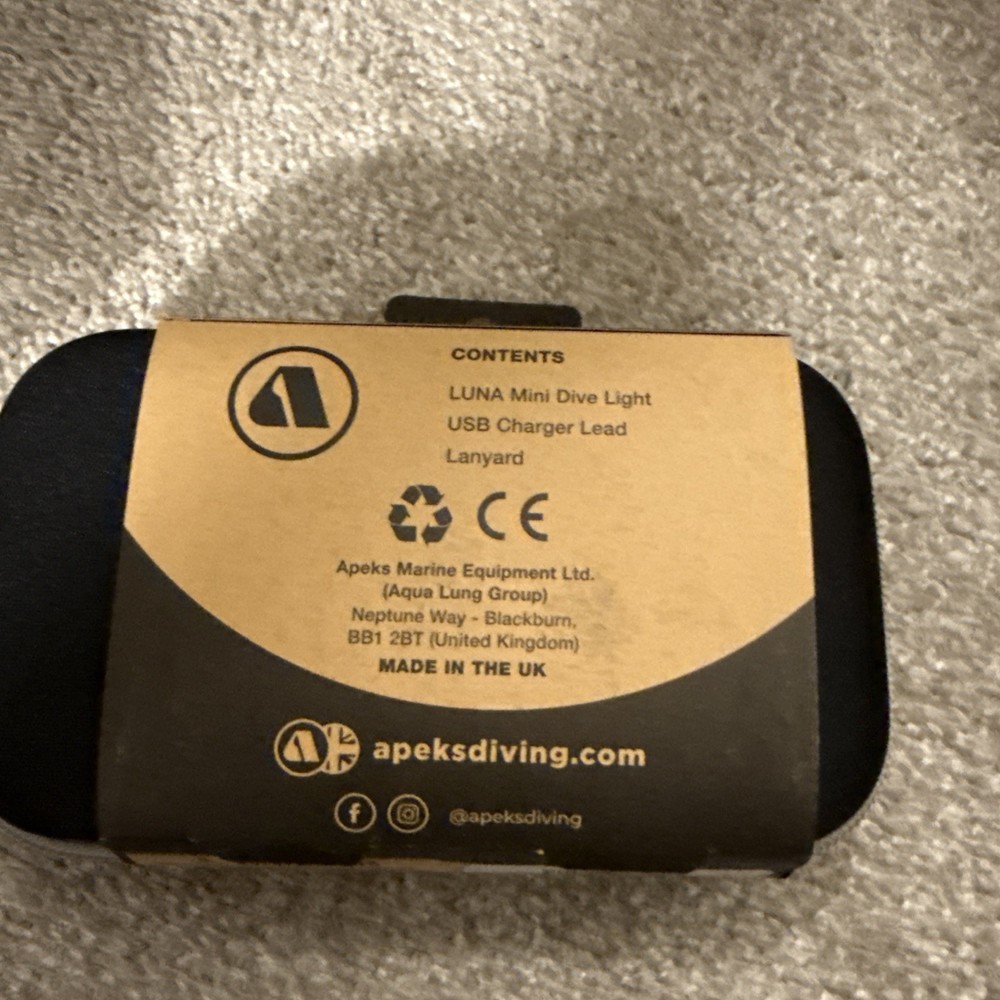 CONTENTS
LUNA Mini Dive Light
USB Charger Lead
Lanyard
CE
Apeks Marine Equipment Ltd.
(Aqua Lung Group)
Neptune Way - Blackburn,
BB1 2BT (United Kingdom)
MADE IN THE UK
apeksdiving.com
@apeksdiving